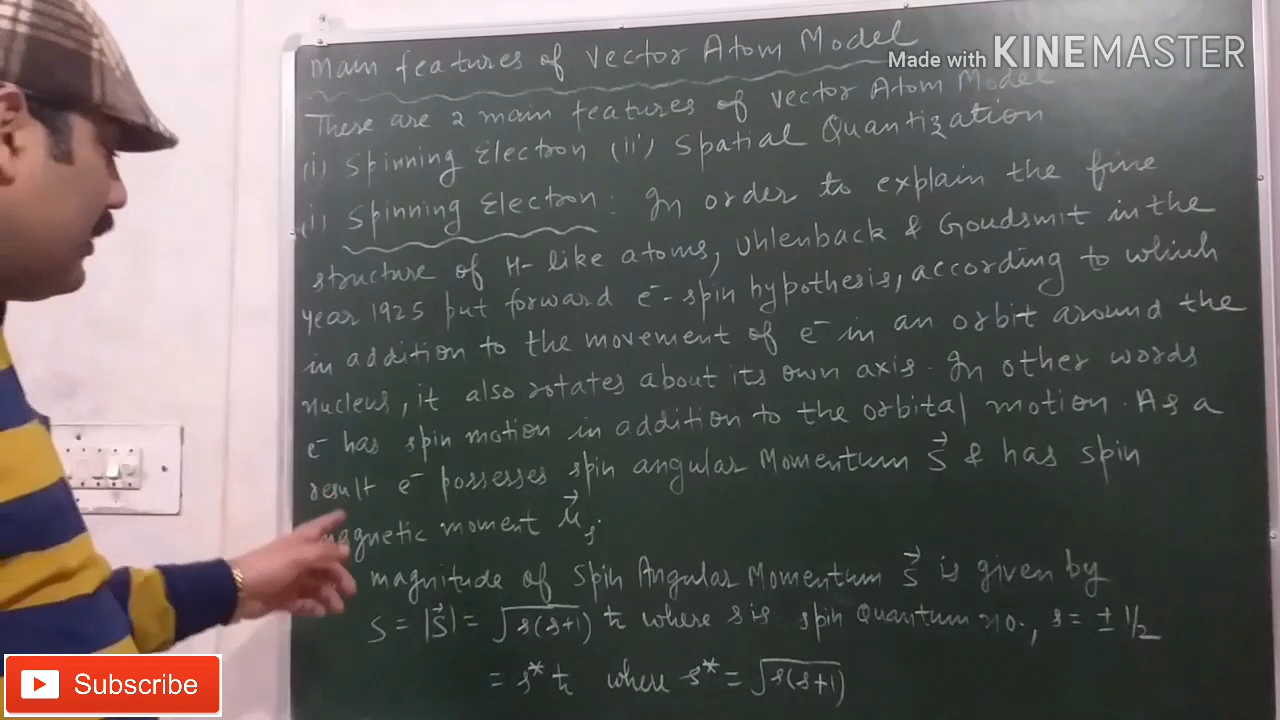 Main features of Vector Atom Model
Made with KINEMASTER
There are 2 main features of Vector Atom Model
(i) Spinning Electron (ii) Spatial Quantization
(i) Spinning Electron : In order to explain the fine
structure of H- like atoms, Uhlenback & Goudsmit in the
year 1925 put forward e⁻- spin hypothesis, according to which
in addition to the movement of e⁻ in an orbit around the
nucleus, it also rotates about its own axis. In other words
e⁻ has spin motion in addition to the orbital motion. As a
result e⁻ possesses spin angular Momentum S⃗ & has spin
magnetic moment μ⃗ₛ.
magnitude of Spin Angular Momentum S⃗ is given by
S = |S⃗| = √s(s+1) ħ where s is spin Quantum no., s = ± 1/2
= s* ħ where s* = √s(s+1)
Subscribe